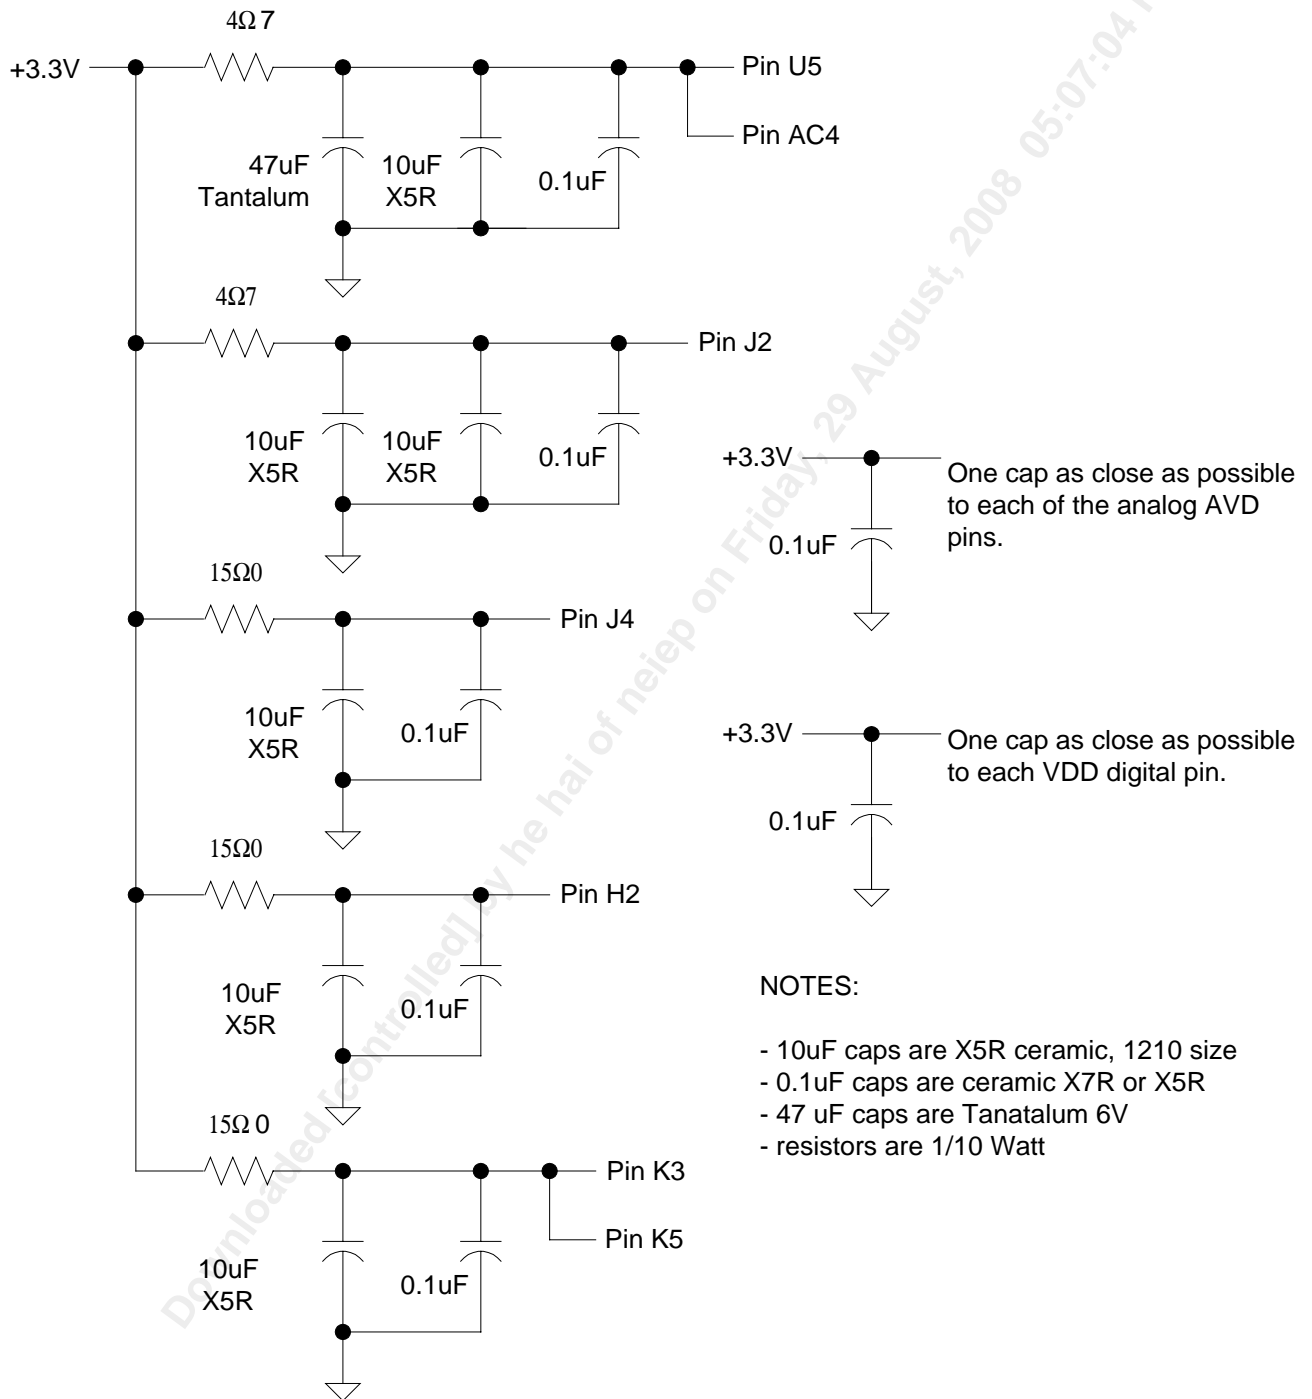 4Ω 7
+3.3V
Pin U5
Pin AC4
47uF
Tantalum
10uF
X5R
0.1uF
4Ω7
Pin J2
10uF
X5R
10uF
X5R
0.1uF
+3.3V
One cap as close as possible
to each of the analog AVD
pins.
0.1uF
15Ω0
Pin J4
10uF
X5R
0.1uF
+3.3V
One cap as close as possible
to each VDD digital pin.
0.1uF
15Ω0
Pin H2
10uF
X5R
0.1uF
NOTES:
- 10uF caps are X5R ceramic, 1210 size
- 0.1uF caps are ceramic X7R or X5R
- 47 uF caps are Tanatalum 6V
- resistors are 1/10 Watt
15Ω 0
Pin K3
Pin K5
10uF
X5R
0.1uF
Downloaded [controlled] by he hai of neiep on Friday, 29 August, 2008 05:07:04